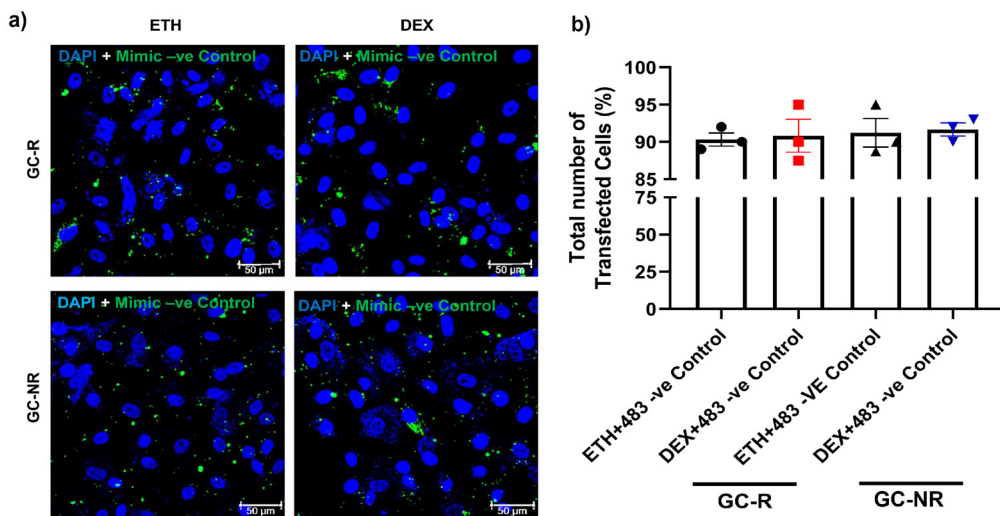 a)
ETH
DEX
GC-R
DAPI + Mimic –ve Control
50 µm
DAPI + Mimic –ve Control
50 µm
GC-NR
DAPI + Mimic –ve Control
50 µm
DAPI + Mimic –ve Control
50 µm
b)
Total number of
Transfected Cells (%)
100
95
90
85
75
50
25
0
ETH+483 -ve Control
DEX+483 -ve Control
ETH+483 -VE Control
DEX+483 -ve Control
GC-R
GC-NR